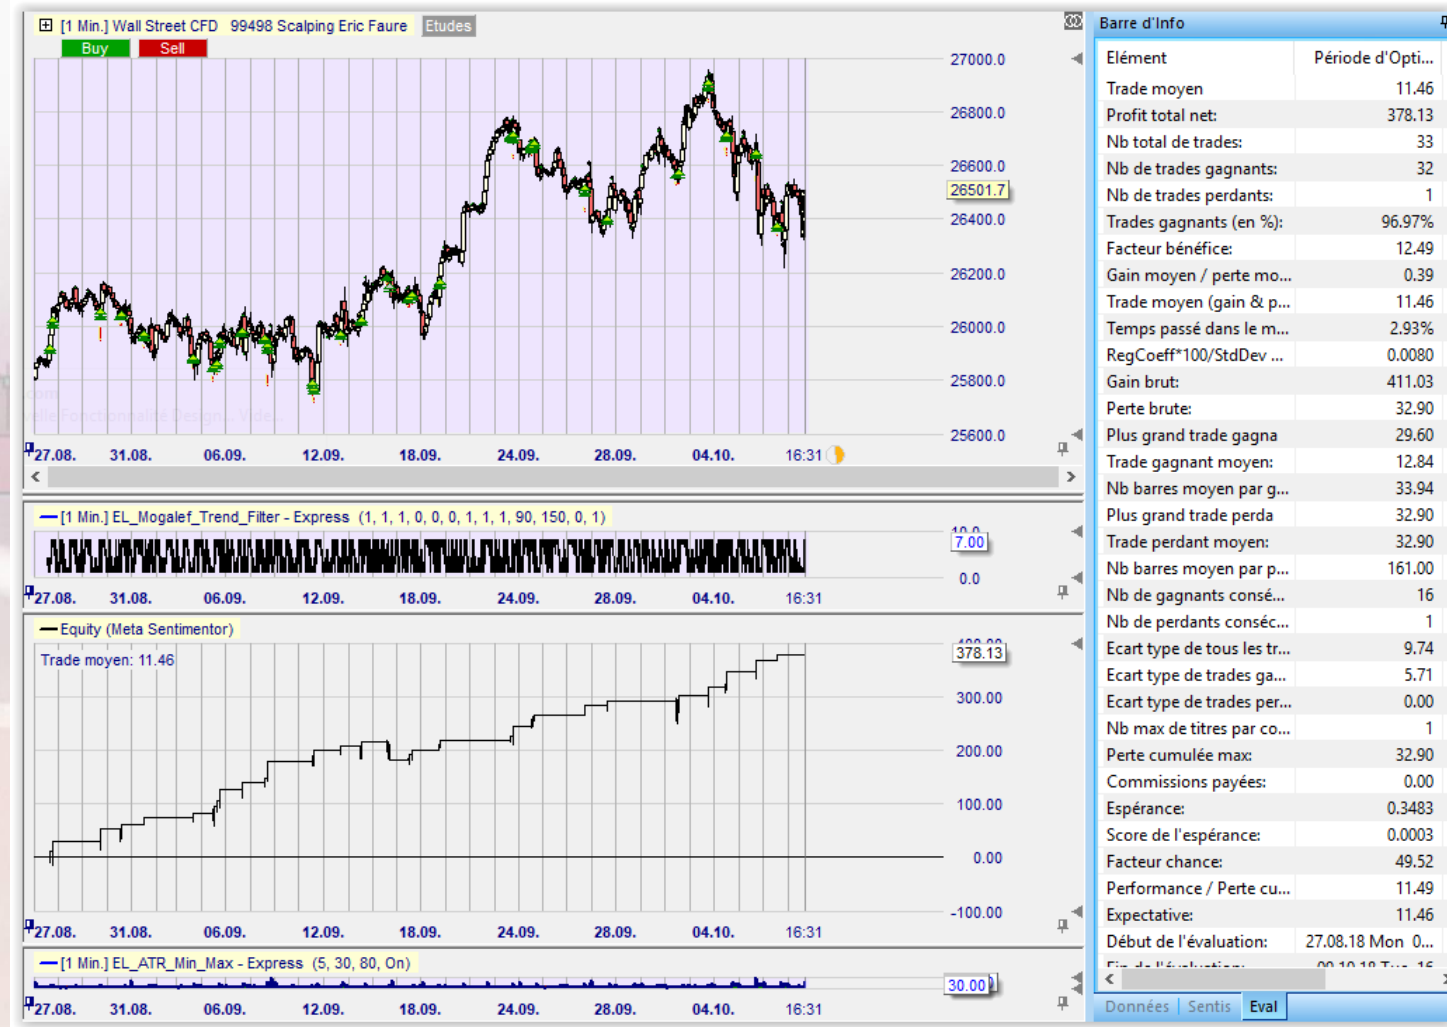 [1 Min.] Wall Street CFD 99498 Scalping Eric Faure Etudes
Buy Sell
27000.0
26800.0
26600.0
26501.7
26400.0
26200.0
26000.0
25800.0
25600.0
27.08. 31.08. 06.09. 12.09. 18.09. 24.09. 28.09. 04.10. 16:31
[1 Min.] EL_Mogalef_Trend_Filter - Express (1, 1, 1, 0, 0, 0, 1, 1, 1, 90, 150, 0, 1)
10.0
7.00
0.0
27.08. 31.08. 06.09. 12.09. 18.09. 24.09. 28.09. 04.10. 16:31
Equity (Meta Sentimentor)
Trade moyen: 11.46
400.00
378.13
300.00
200.00
100.00
0.00
-100.00
27.08. 31.08. 06.09. 12.09. 18.09. 24.09. 28.09. 04.10. 16:31
[1 Min.] EL_ATR_Min_Max - Express (5, 30, 80, On)
30.00
27.08. 31.08. 06.09. 12.09. 18.09. 24.09. 28.09. 04.10. 16:31
Barre d'Info
Elément Période d'Opti...
Trade moyen 11.46
Profit total net: 378.13
Nb total de trades: 33
Nb de trades gagnants: 32
Nb de trades perdants: 1
Trades gagnants (en %): 96.97%
Facteur bénéfice: 12.49
Gain moyen / perte mo... 0.39
Trade moyen (gain & p... 11.46
Temps passé dans le m... 2.93%
RegCoeff*100/StdDev ... 0.0080
Gain brut: 411.03
Perte brute: 32.90
Plus grand trade gagna 29.60
Trade gagnant moyen: 12.84
Nb barres moyen par g... 33.94
Plus grand trade perda 32.90
Trade perdant moyen: 32.90
Nb barres moyen par p... 161.00
Nb de gagnants consé... 16
Nb de perdants conséc... 1
Ecart type de tous les tr... 9.74
Ecart type de trades ga... 5.71
Ecart type de trades per... 0.00
Nb max de titres par co... 1
Perte cumulée max: 32.90
Commissions payées: 0.00
Espérance: 0.3483
Score de l'espérance: 0.0003
Facteur chance: 49.52
Performance / Perte cu... 11.49
Expectative: 11.46
Début de l'évaluation: 27.08.18 Mon 0...
Données Sentis Eval